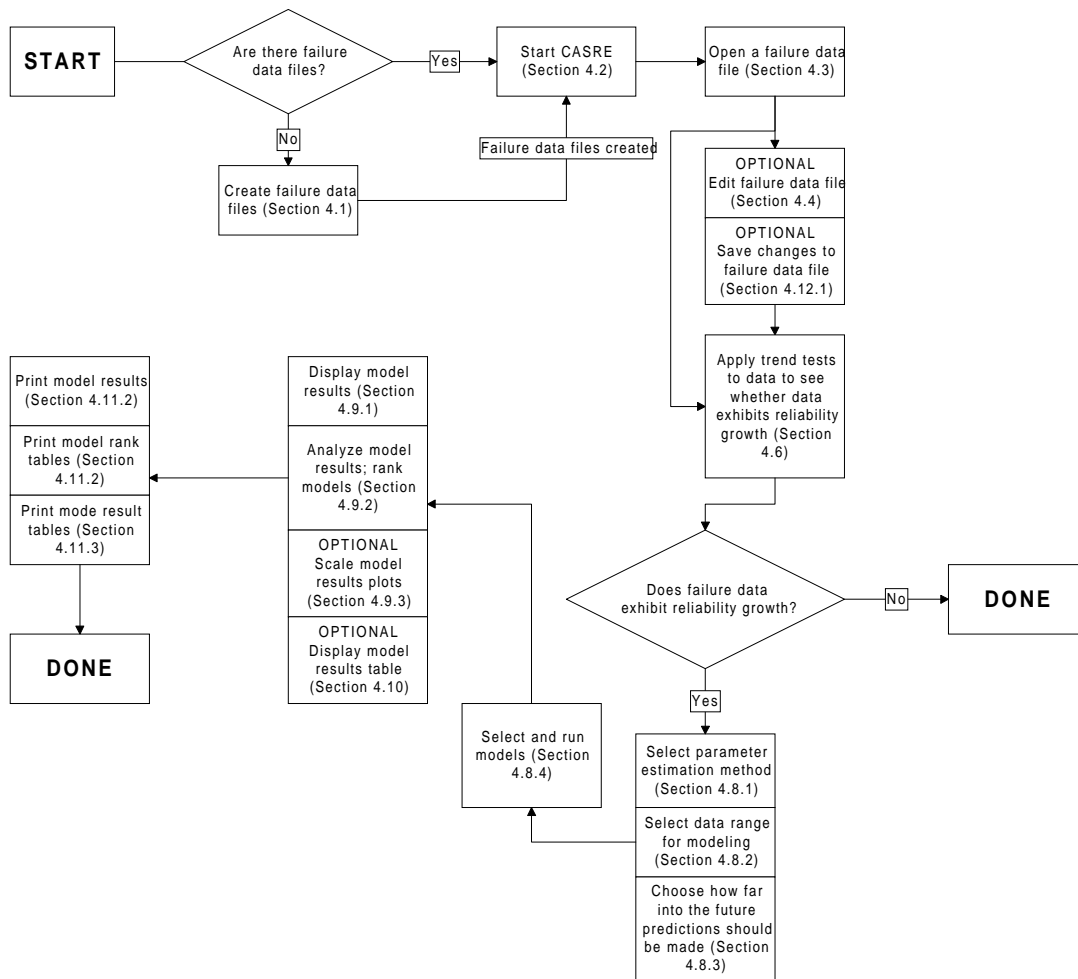 START
Are there failure
data files?
Yes
Start CASRE
(Section 4.2)
Open a failure data
file (Section 4.3)
No
Failure data files created
Create failure data
files (Section 4.1)
OPTIONAL
Edit failure data file
(Section 4.4)
OPTIONAL
Save changes to
failure data file
(Section 4.12.1)
Apply trend tests
to data to see
whether data
exhibits reliability
growth (Section
4.6)
Does failure data
exhibit reliability growth?
No
DONE
Yes
Select parameter
estimation method
(Section 4.8.1)
Select data range
for modeling
(Section 4.8.2)
Choose how far
into the future
predictions should
be made (Section
4.8.3)
Select and run
models (Section
4.8.4)
Display model
results (Section
4.9.1)
Analyze model
results; rank
models (Section
4.9.2)
OPTIONAL
Scale model
results plots
(Section 4.9.3)
OPTIONAL
Display model
results table
(Section 4.10)
Print model results
(Section 4.11.2)
Print model rank
tables (Section
4.11.2)
Print mode result
tables (Section
4.11.3)
DONE